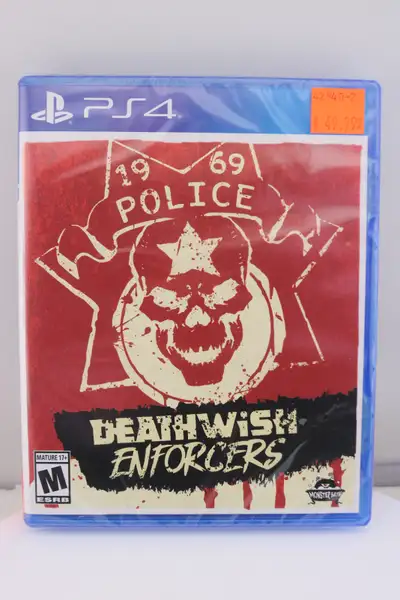 PS4
19 69
POLICE
DEATHWISH
ENFORCERS
MATURE 17+
M
ESRB